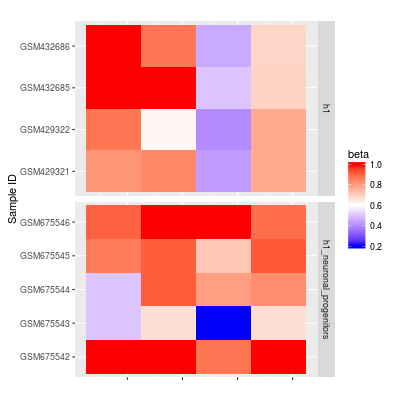 GSM432686
GSM432685
GSM429322
GSM429321
h1
GSM675546
GSM675545
GSM675544
GSM675543
GSM675542
h1_neuronal_progenitors
Sample ID
beta
1.0
0.8
0.6
0.4
0.2